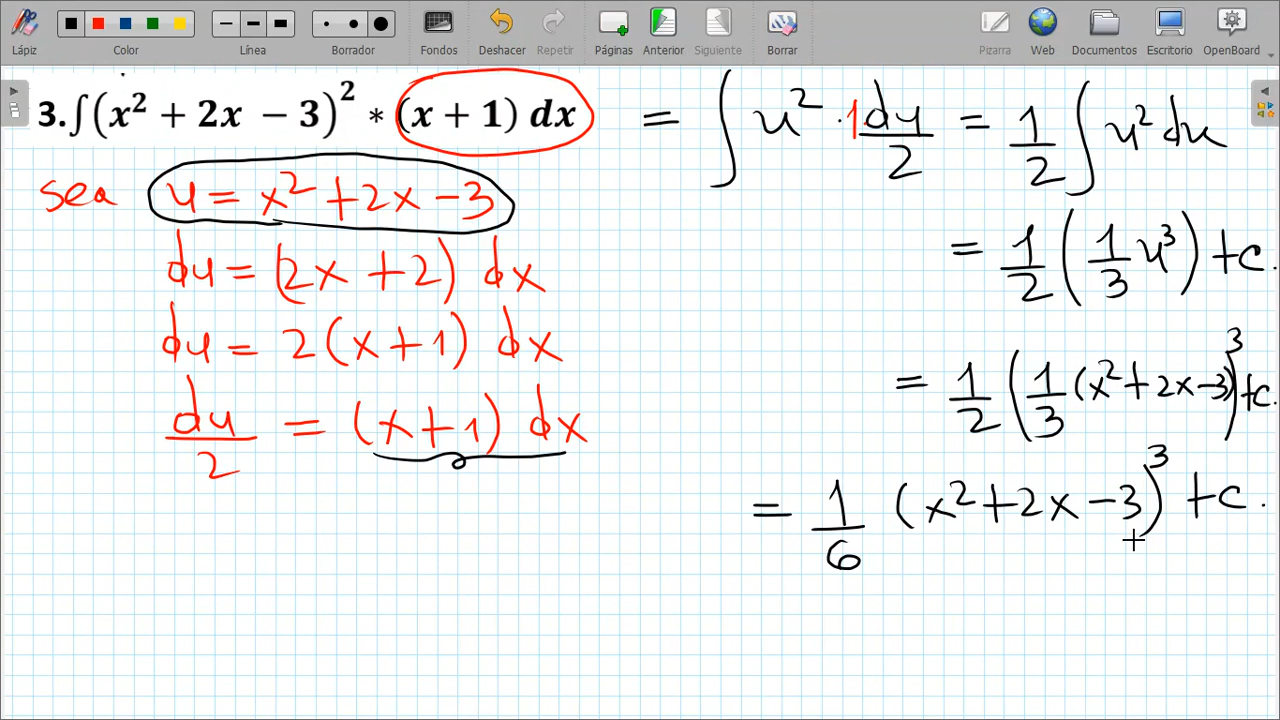 Lápiz Color Línea Borrador Fondos Deshacer Repetir Páginas Anterior Siguiente Borrar Pizarra Web Documentos Escritorio OpenBoard
3.∫(x² + 2x − 3)² * (x + 1) dx = ∫ u² · 1 du/2 = 1/2 ∫ u² du
sea u = x² + 2x − 3
du = (2x + 2) dx
= 1/2 (1/3 u³) + c.
du = 2 (x + 1) dx
= 1/2 (1/3 (x² + 2x − 3)³ + c.
du/2 = (x + 1) dx
= 1/6 (x² + 2x − 3)³ + c.